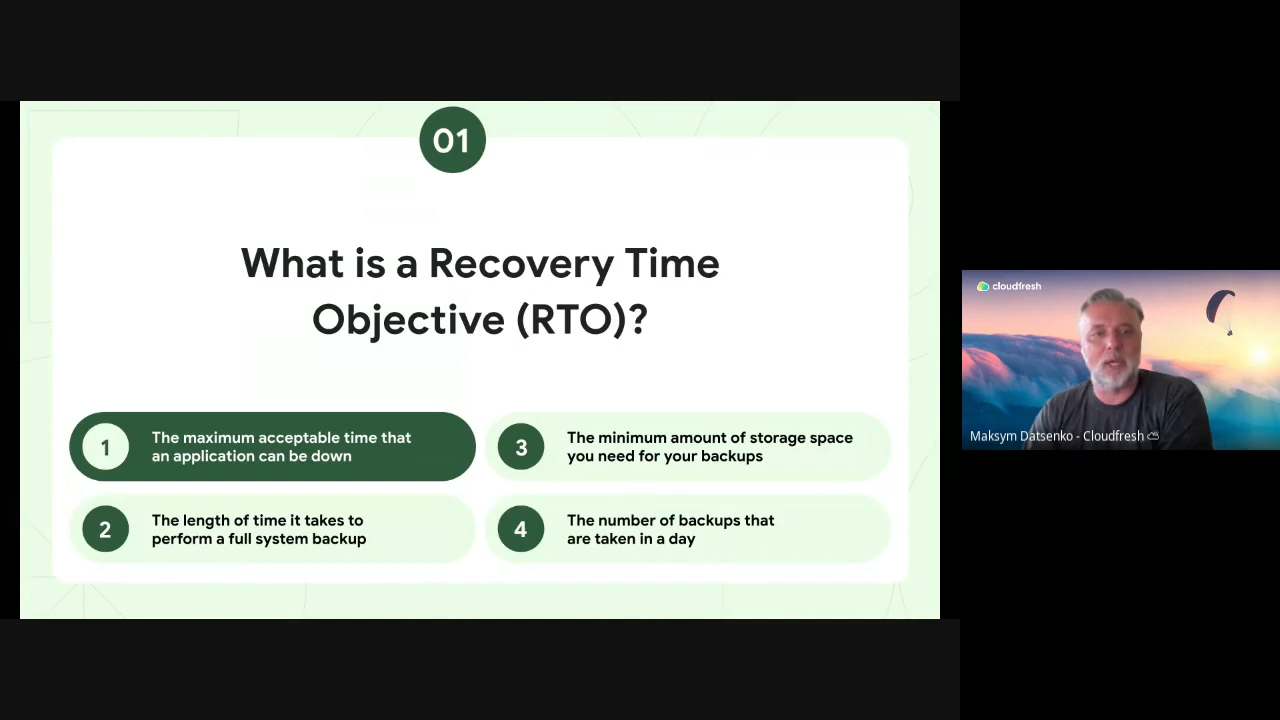 01
What is a Recovery Time
Objective (RTO)?
1
The maximum acceptable time that
an application can be down
2
The length of time it takes to
perform a full system backup
3
The minimum amount of storage space
you need for your backups
4
The number of backups that
are taken in a day
cloudfresh
Maksym Datsenko - Cloudfresh